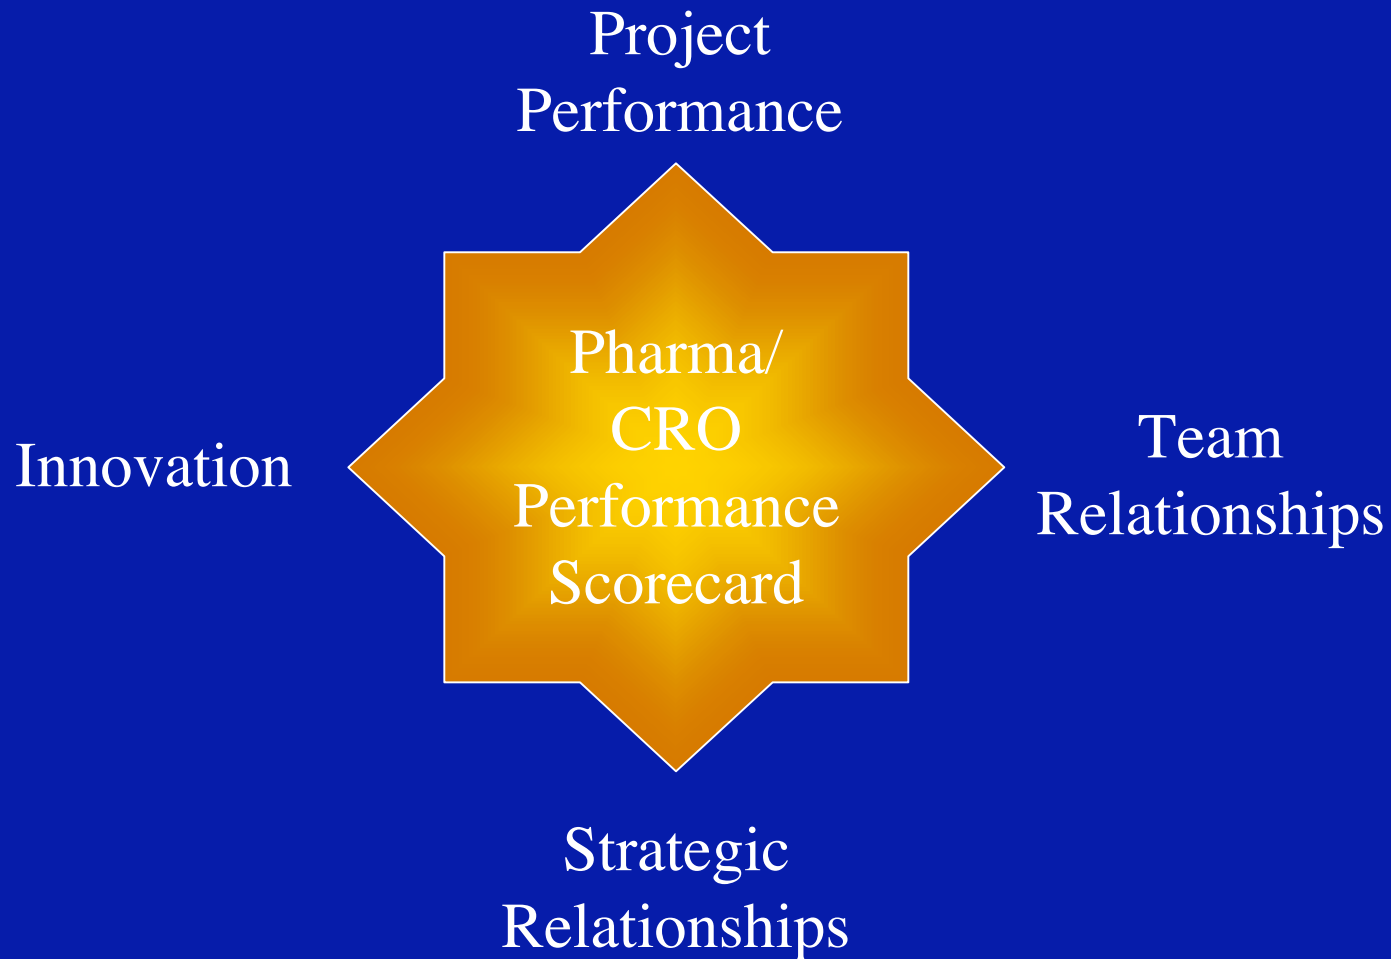 Project
Performance
Pharma/
CRO
Performance
Scorecard
Innovation
Team
Relationships
Strategic
Relationships